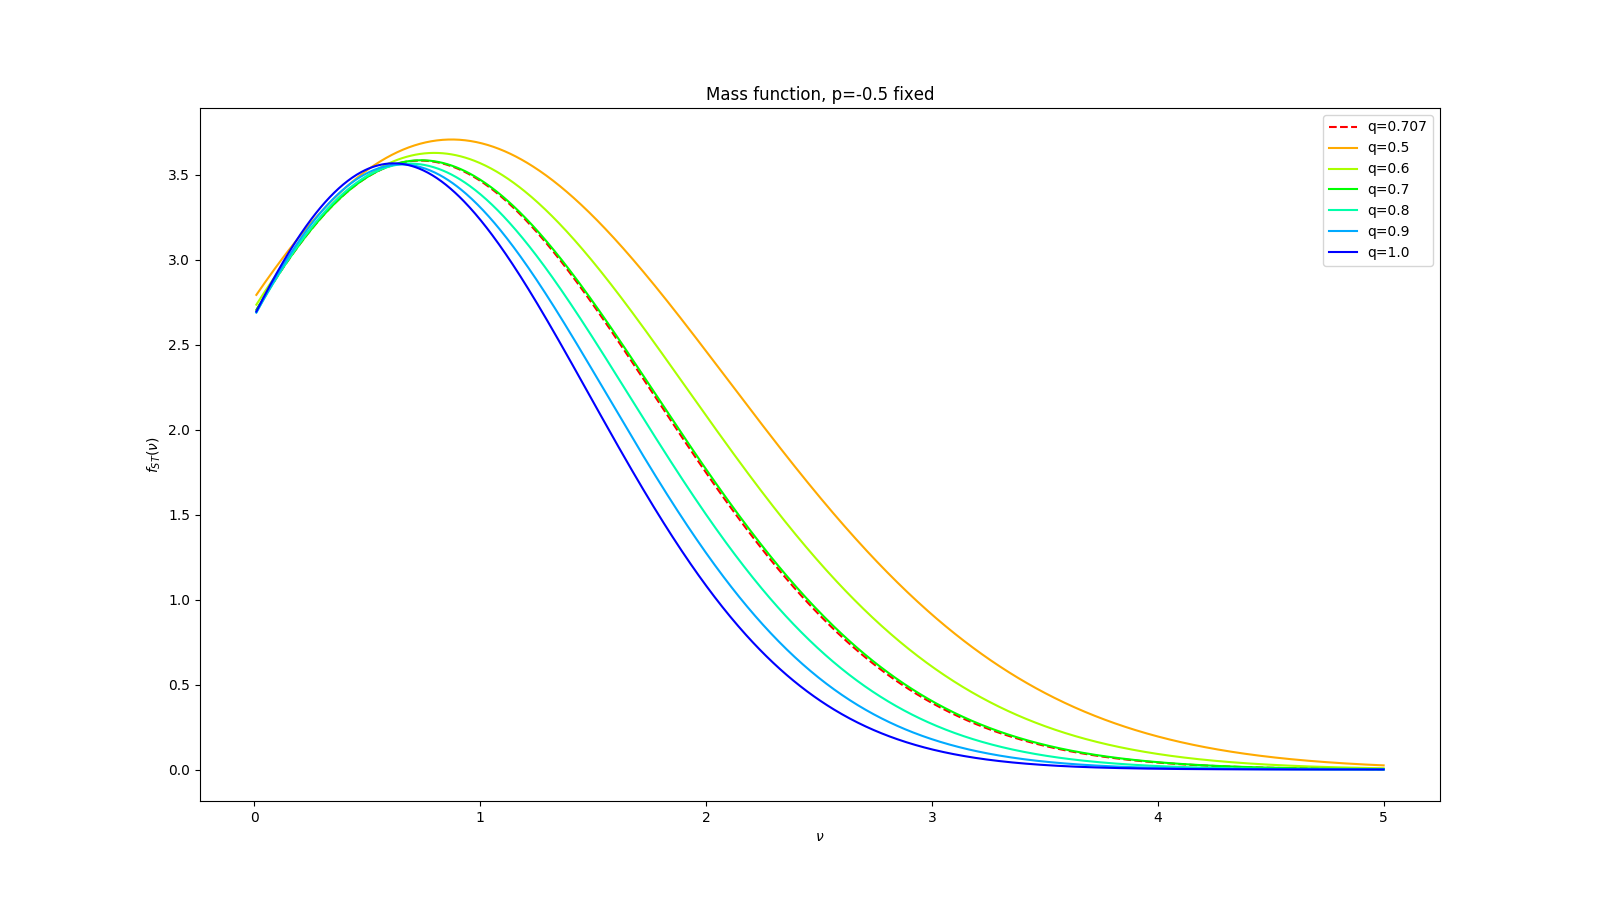 Mass function, p=-0.5 fixed
q=0.707
q=0.5
q=0.6
q=0.7
q=0.8
q=0.9
q=1.0
3.5
3.0
2.5
2.0
1.5
1.0
0.5
0.0
f_{ST}(ν)
0 1 2 3 4 5
ν